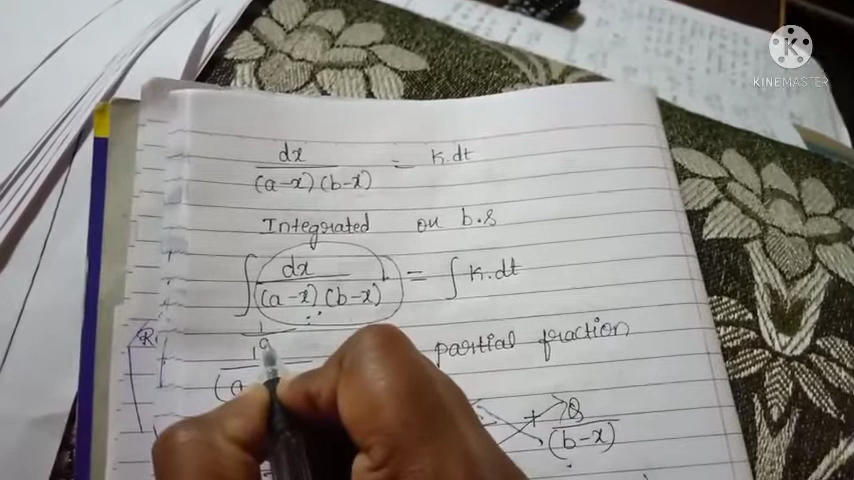 KINEMASTER
dx / (a-x) (b-x) = k.dt
Integrated on b.s
∫ dx / (a-x) (b-x) = ∫ k.dt
partial fraction
+ Q / (b-x)